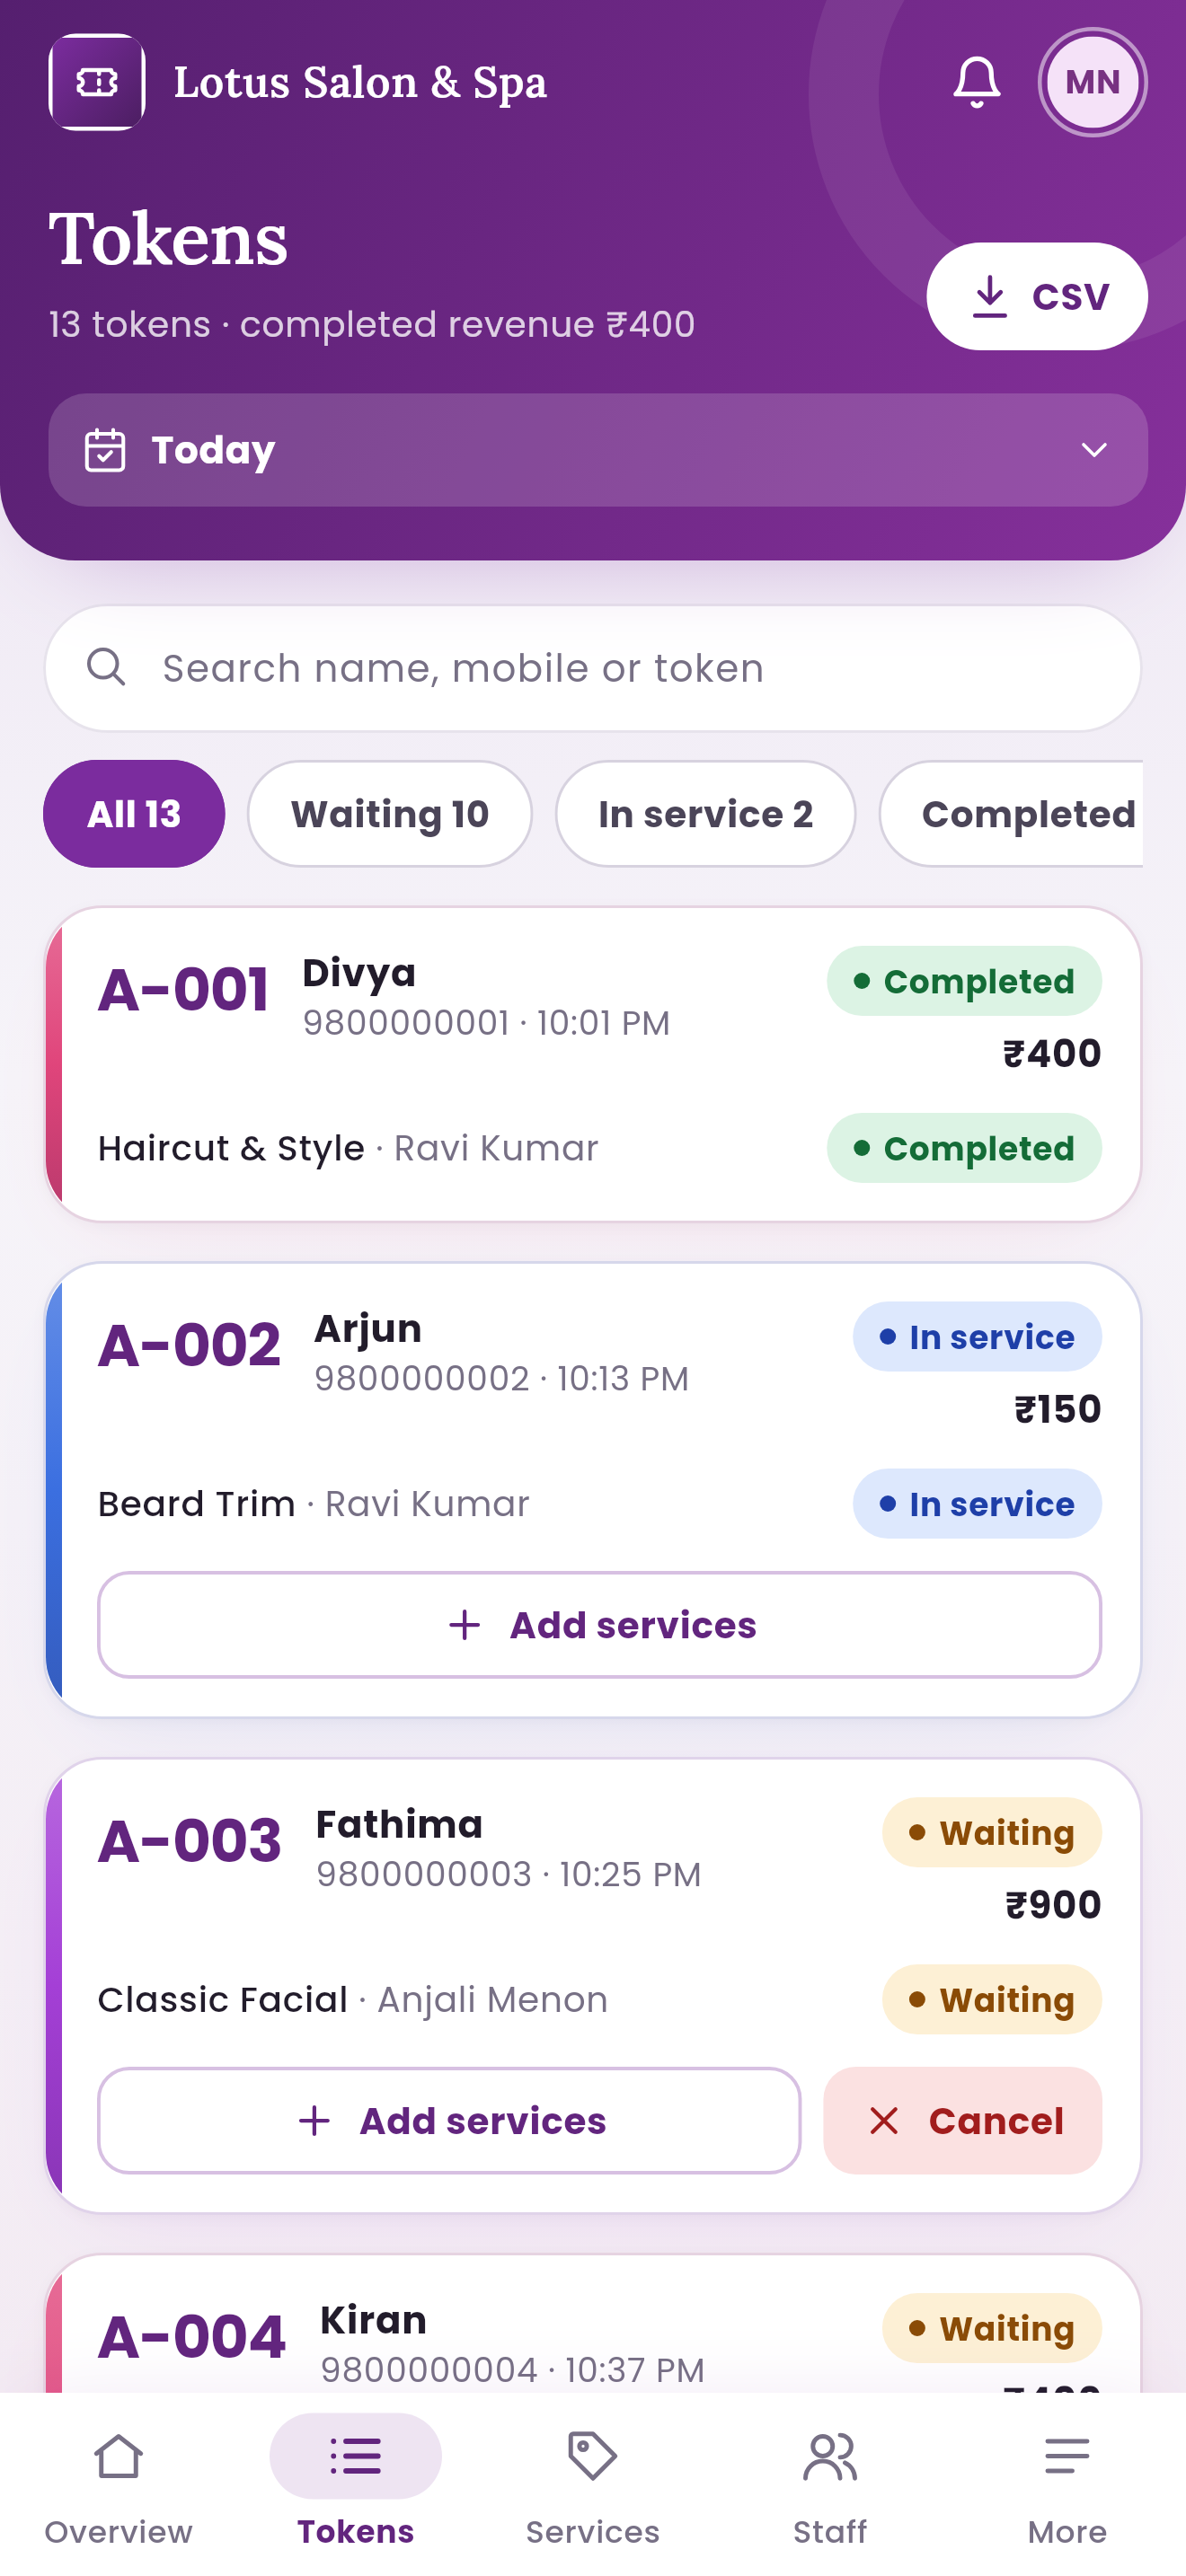 Lotus Salon & Spa
MN
Tokens
13 tokens · completed revenue ₹400
CSV
Today
Search name, mobile or token
All 13
Waiting 10
In service 2
Completed
A-001
Divya
9800000001 · 10:01 PM
Completed
₹400
Haircut & Style · Ravi Kumar
Completed
A-002
Arjun
9800000002 · 10:13 PM
In service
₹150
Beard Trim · Ravi Kumar
In service
Add services
A-003
Fathima
9800000003 · 10:25 PM
Waiting
₹900
Classic Facial · Anjali Menon
Waiting
Add services
Cancel
A-004
Kiran
9800000004 · 10:37 PM
Waiting
Overview
Tokens
Services
Staff
More